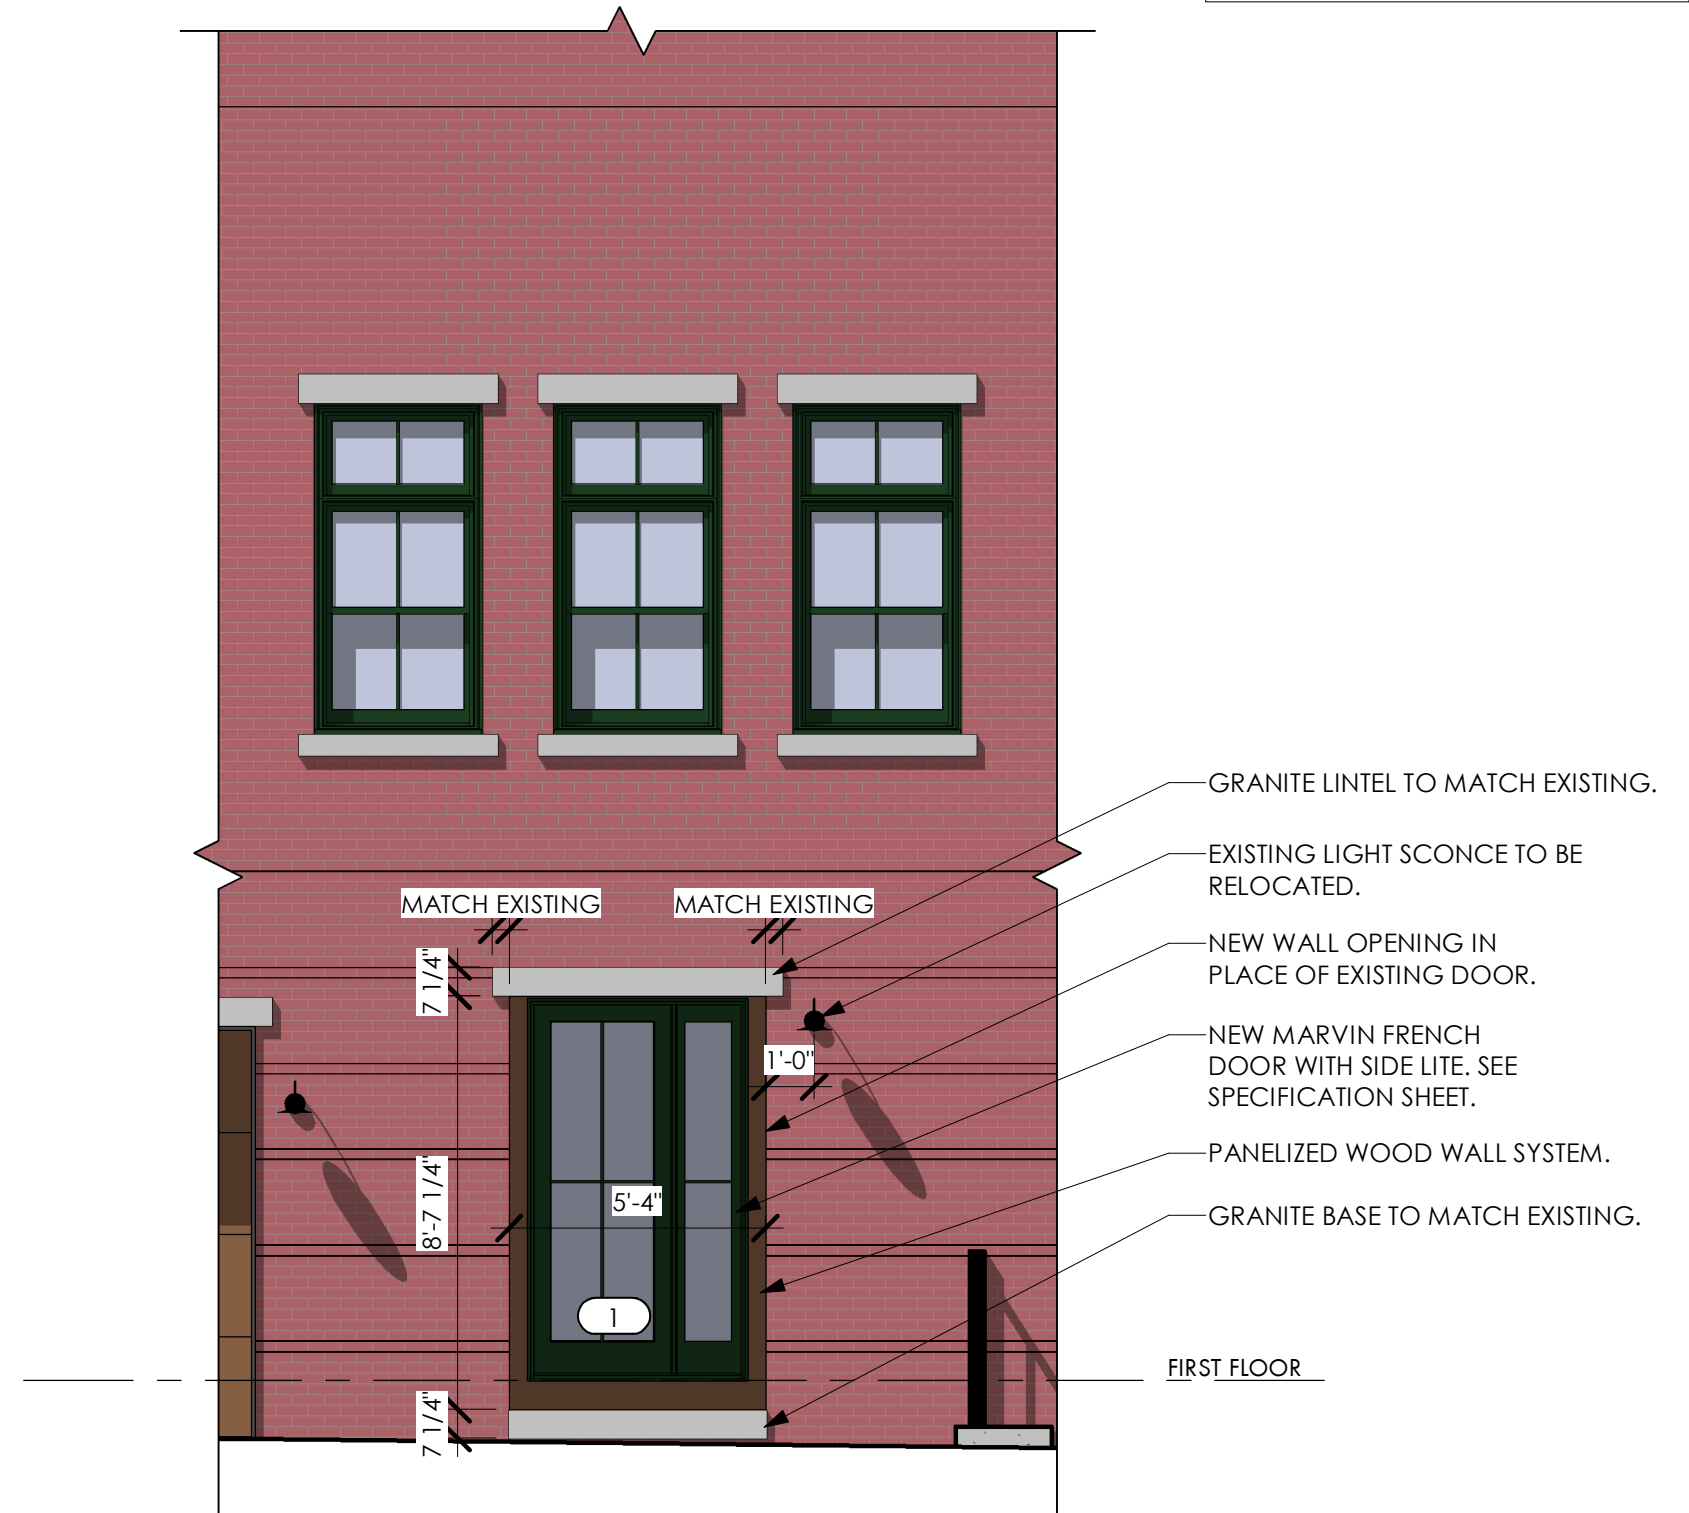 GRANITE LINTEL TO MATCH EXISTING.
EXISTING LIGHT SCONCE TO BE
RELOCATED.
MATCH EXISTING
MATCH EXISTING
NEW WALL OPENING IN
PLACE OF EXISTING DOOR.
7 1/4"
NEW MARVIN FRENCH
DOOR WITH SIDE LITE. SEE
SPECIFICATION SHEET.
1'-0"
PANELIZED WOOD WALL SYSTEM.
8'-7 1/4"
5'-4"
GRANITE BASE TO MATCH EXISTING.
1
FIRST FLOOR
7 1/4"